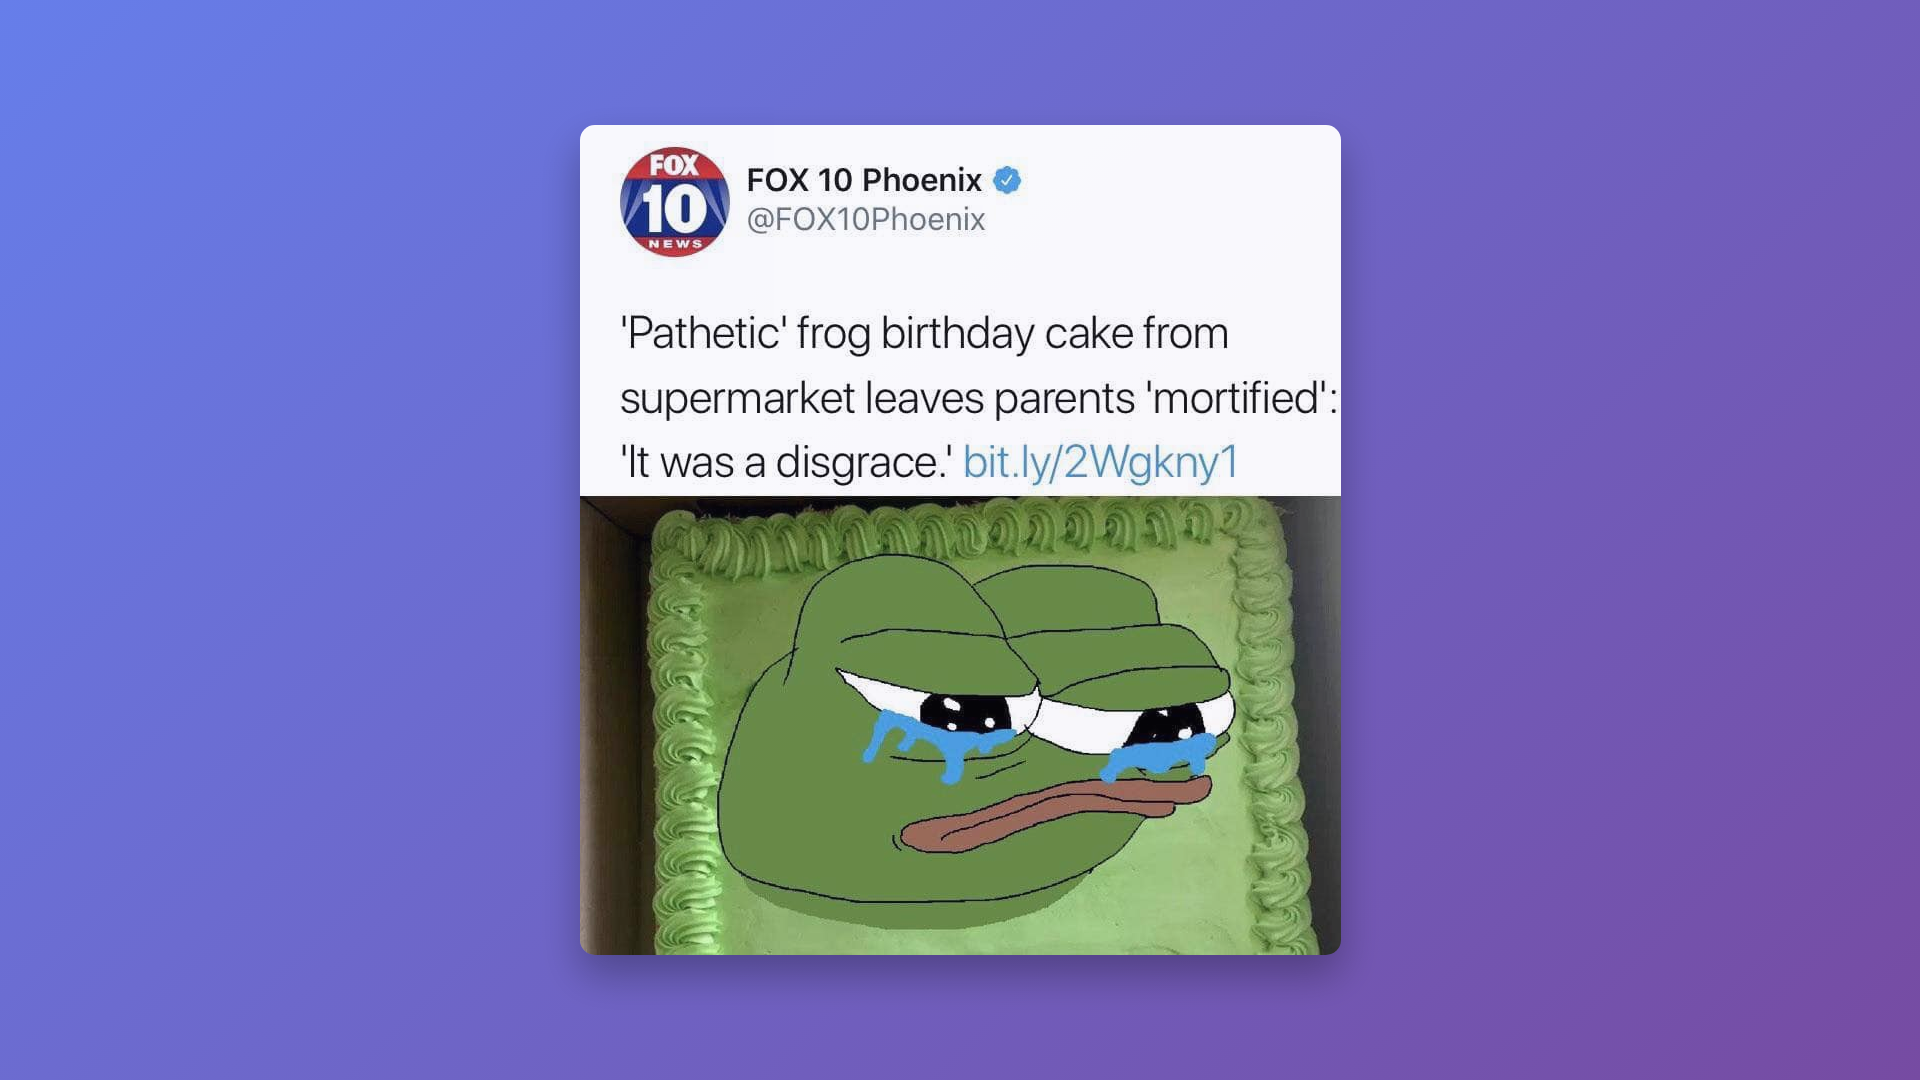 FOX
10
NEWS
FOX 10 Phoenix
@FOX10Phoenix
'Pathetic' frog birthday cake from
supermarket leaves parents 'mortified':
'It was a disgrace.' bit.ly/2Wgkny1